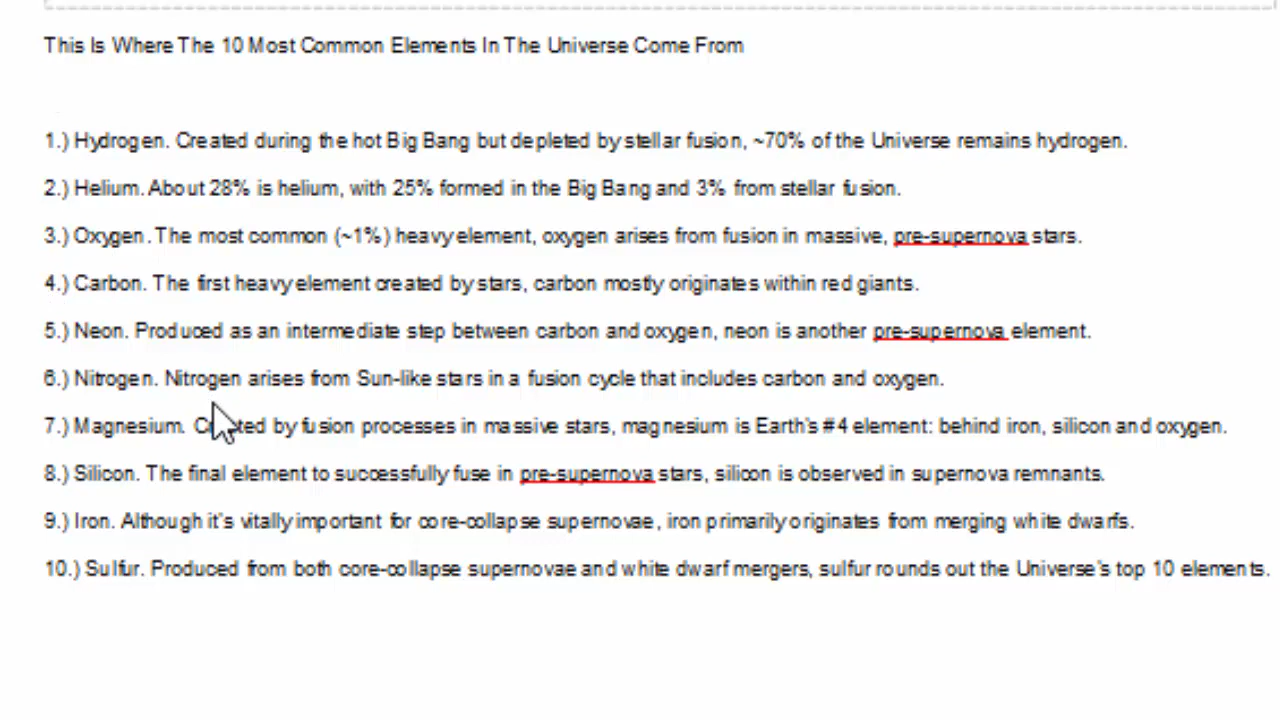 This Is Where The 10 Most Common Elements In The Universe Come From
1.) Hydrogen. Created during the hot Big Bang but depleted by stellar fusion, ~70% of the Universe remains hydrogen.
2.) Helium. About 28% is helium, with 25% formed in the Big Bang and 3% from stellar fusion.
3.) Oxygen. The most common (~1%) heavy element, oxygen arises from fusion in massive, pre-supernova stars.
4.) Carbon. The first heavy element created by stars, carbon mostly originates within red giants.
5.) Neon. Produced as an intermediate step between carbon and oxygen, neon is another pre-supernova element.
6.) Nitrogen. Nitrogen arises from Sun-like stars in a fusion cycle that includes carbon and oxygen.
7.) Magnesium. Created by fusion processes in massive stars, magnesium is Earth's #4 element: behind iron, silicon and oxygen.
8.) Silicon. The final element to successfully fuse in pre-supernova stars, silicon is observed in supernova remnants.
9.) Iron. Although it's vitally important for core-collapse supernovae, iron primarily originates from merging white dwarfs.
10.) Sulfur. Produced from both core-collapse supernovae and white dwarf mergers, sulfur rounds out the Universe's top 10 elements.